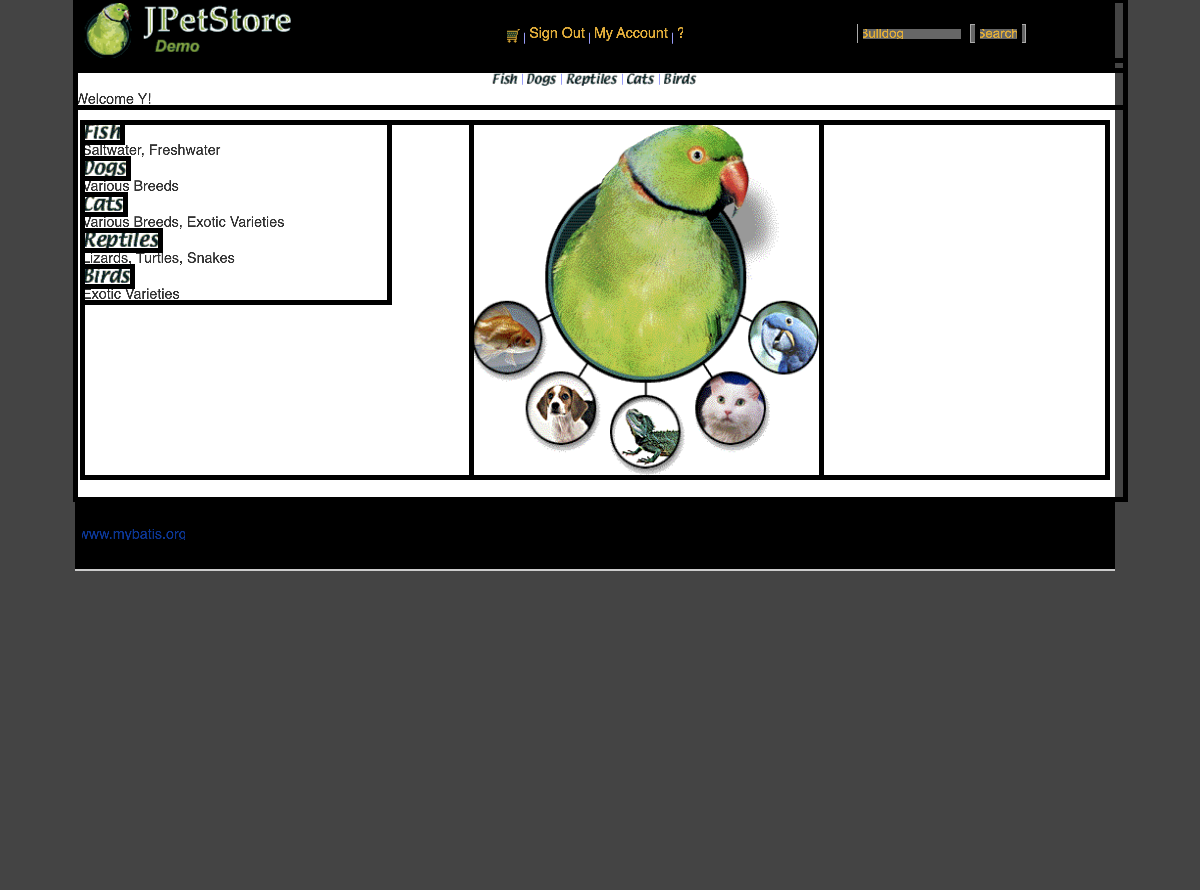 JPetStore
Demo
Sign Out My Account ?
Bulldog Search
Fish Dogs Reptiles Cats Birds
Welcome Y!
Fish
Saltwater, Freshwater
Dogs
Various Breeds
Cats
Various Breeds, Exotic Varieties
Reptiles
Lizards, Turtles, Snakes
Birds
Exotic Varieties
www.mybatis.org